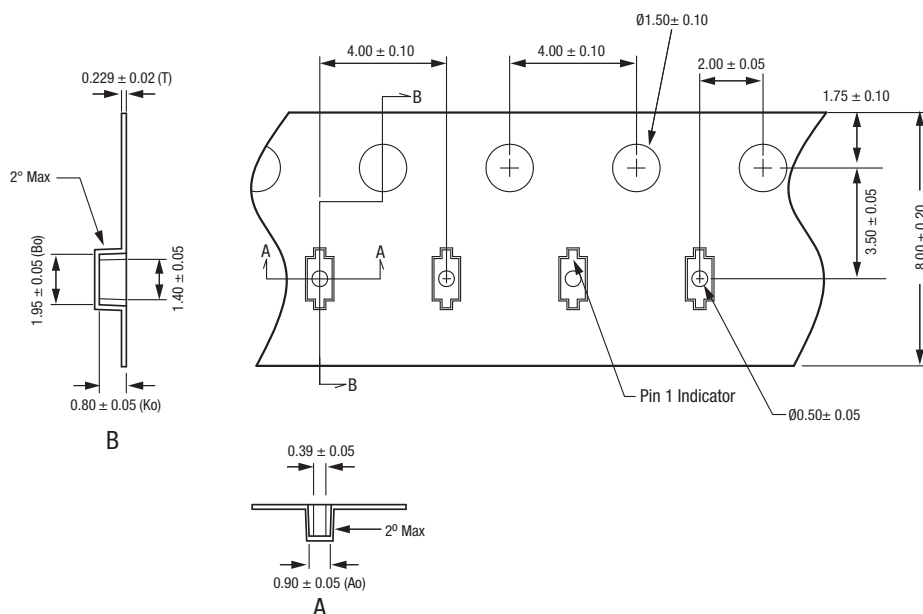 Ø1.50± 0.10
4.00 ± 0.10
4.00 ± 0.10
2.00 ± 0.05
0.229 ± 0.02 (T)
B
1.75 ± 0.10
2º Max
3.50 ± 0.05
8.00 ± 0.20
A
A
1.95 ± 0.05 (Bo)
1.40 ± 0.05
B
Pin 1 Indicator
Ø0.50± 0.05
0.80 ± 0.05 (Ko)
B
0.39 ± 0.05
2º Max
0.90 ± 0.05 (Ao)
A